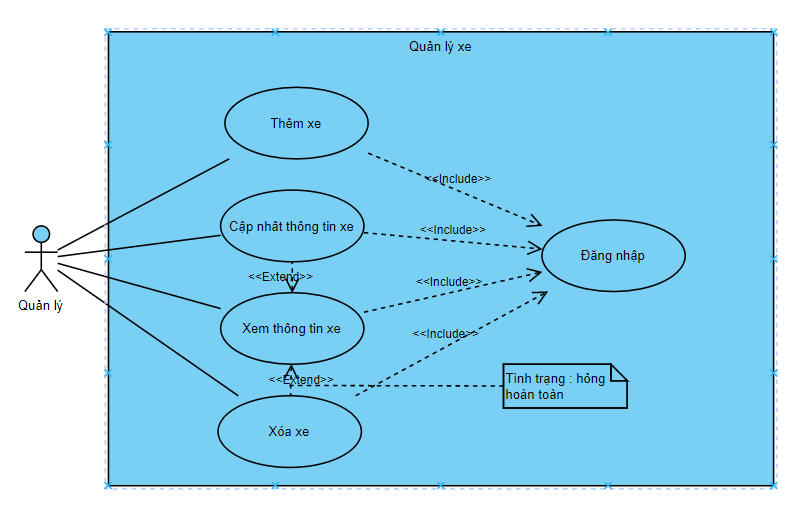 Quản lý xe
Thêm xe
<<Include>>
Cập nhât thông tin xe
<<Include>>
Đăng nhập
<<Extend>>
<<Include>>
Quản lý
Xem thông tin xe
<<Include>>
<<Extend>>
Tình trạng : hỏng
hoàn toàn
Xóa xe